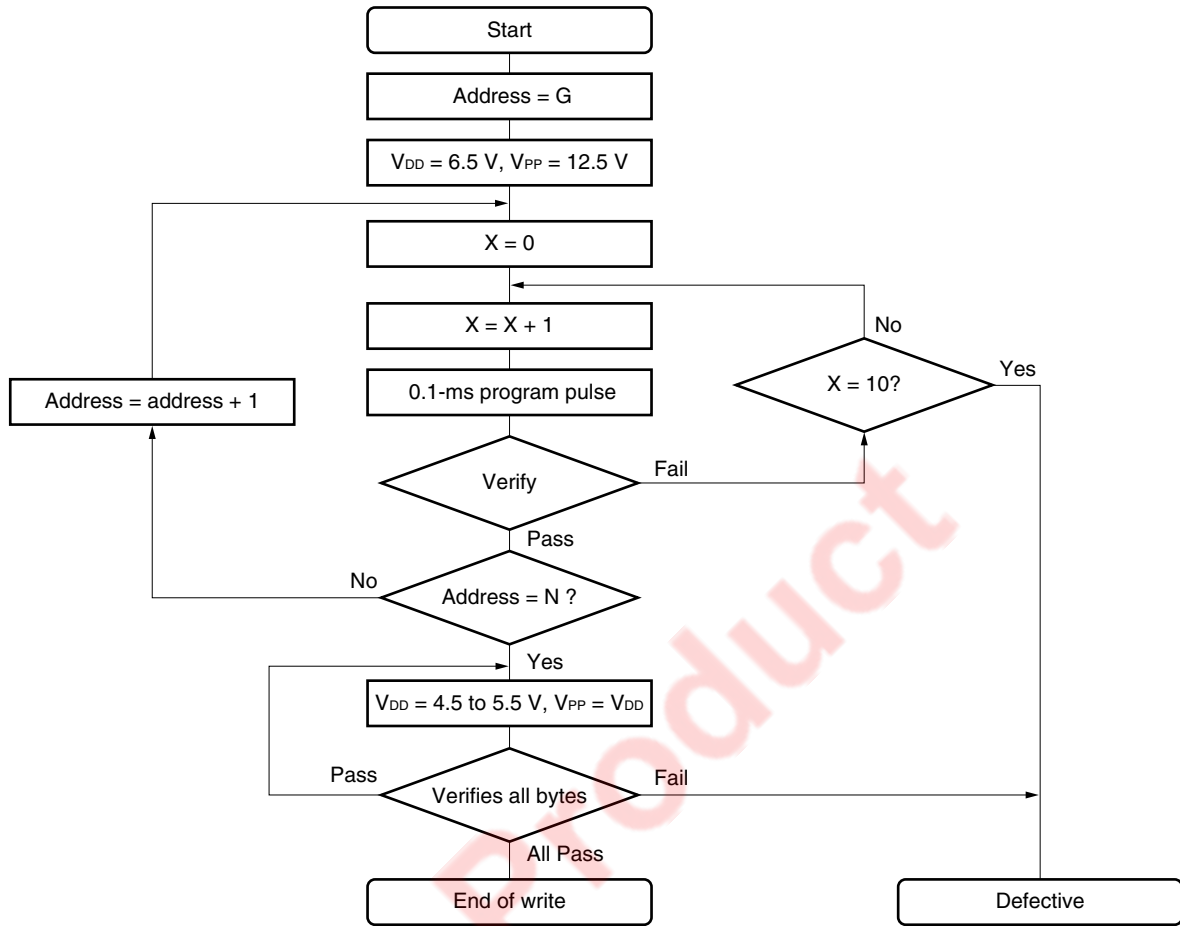 Start
Address = G
VDD = 6.5 V, VPP = 12.5 V
X = 0
X = X + 1
No
Yes
X = 10?
Address = address + 1
0.1-ms program pulse
Verify
Fail
Pass
No
Address = N ?
Yes
VDD = 4.5 to 5.5 V, VPP = VDD
Pass
Fail
Verifies all bytes
All Pass
End of write
Defective
Product